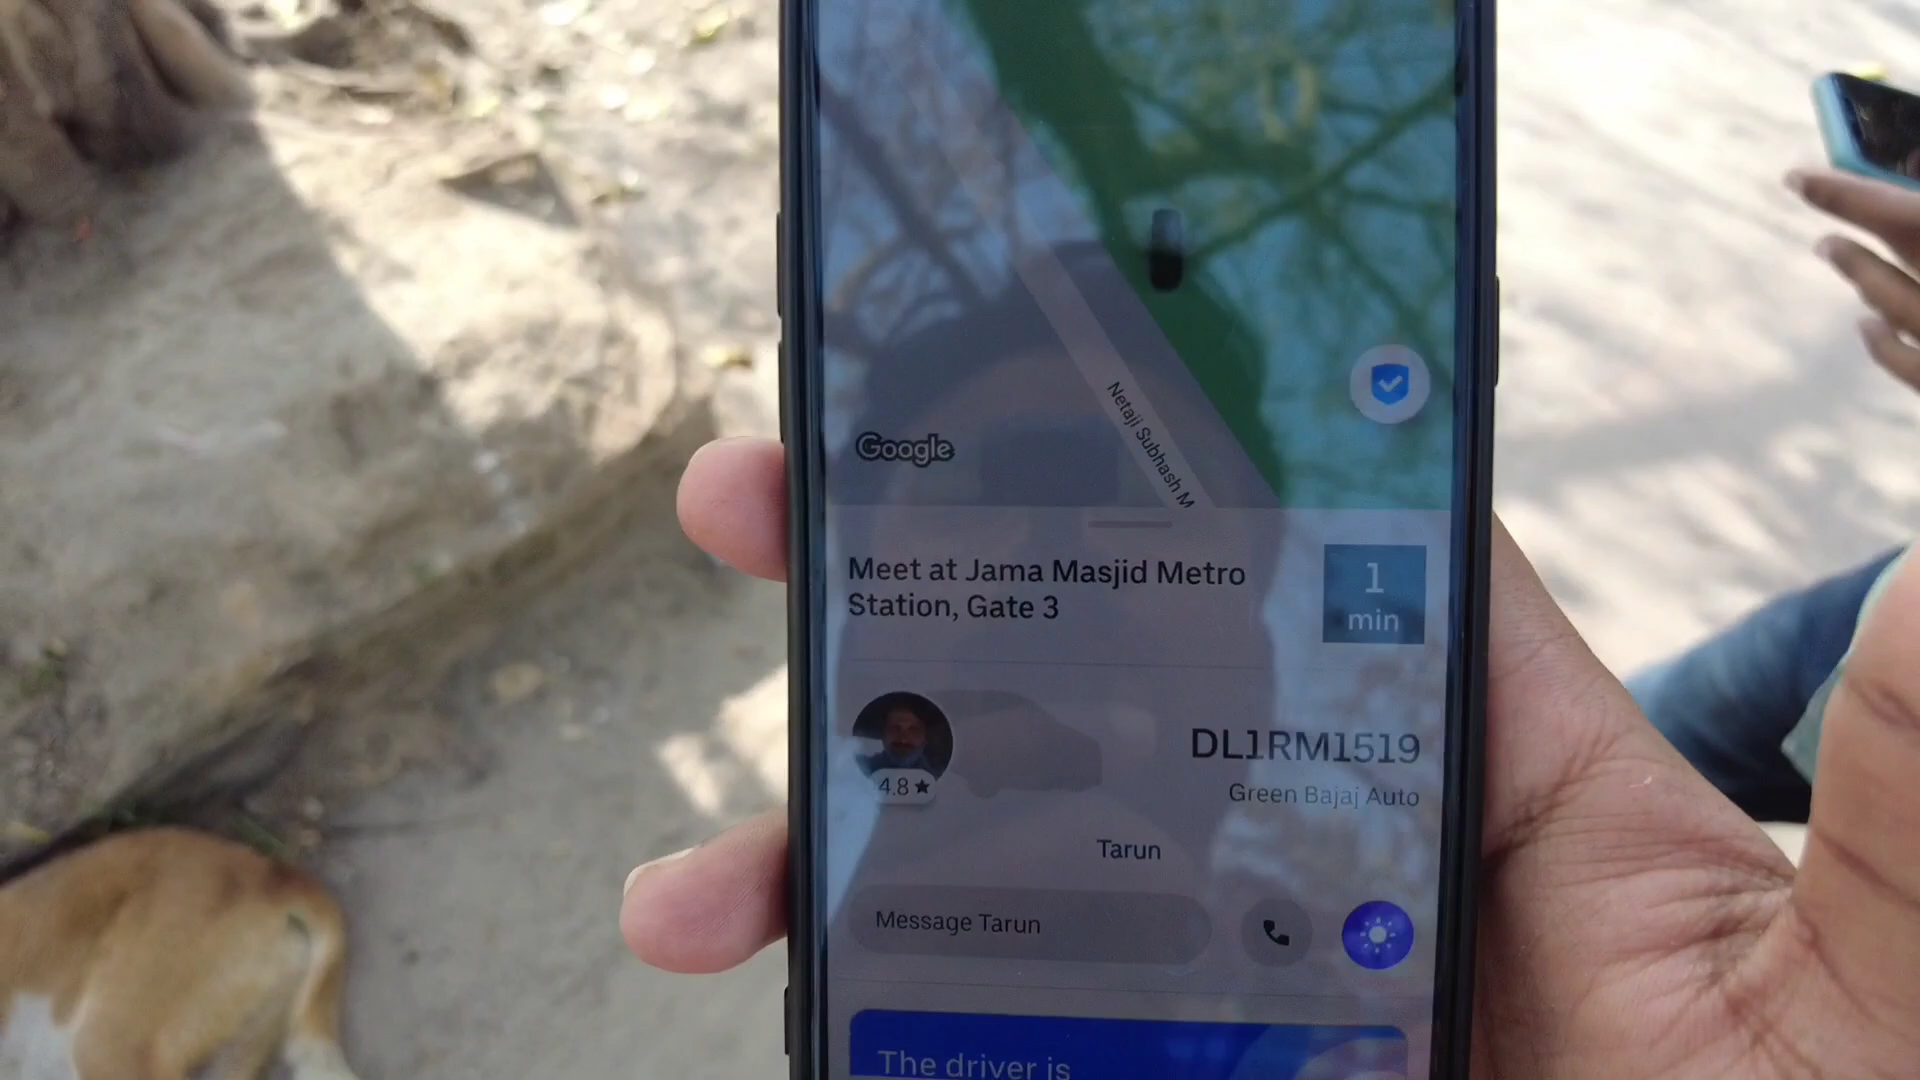 Netaji Subhash M
Google
Meet at Jama Masjid Metro
Station, Gate 3
1
min
4.8★
DL1RM1519
Green Bajaj Auto
Tarun
Message Tarun
The driver is